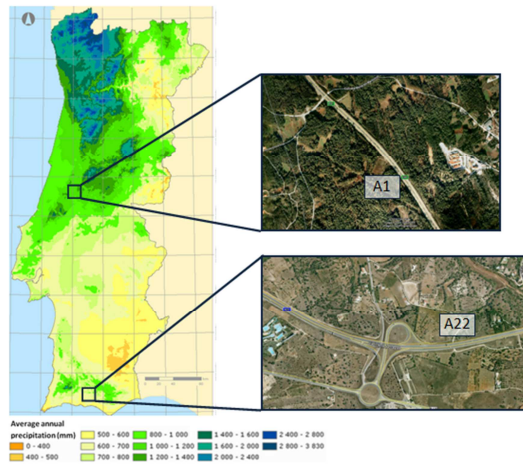 A1
A22
Average annual
precipitation (mm)
0 - 400
400 - 500
500 - 600
600 - 700
700 - 800
800 - 1 000
1 000 - 1 200
1 200 - 1 400
1 400 - 1 600
1 600 - 2 000
2 000 - 2 400
2 400 - 2 800
2 800 - 3 830